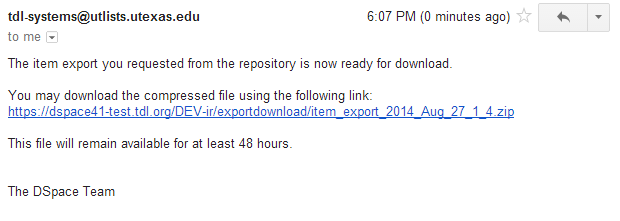 tdl-systems@utlists.utexas.edu 6:07 PM (0 minutes ago)
to me
The item export you requested from the repository is now ready for download.
You may download the compressed file using the following link:
https://dspace41-test.tdl.org/DEV-ir/exportdownload/item_export_2014_Aug_27_1_4.zip
This file will remain available for at least 48 hours.
The DSpace Team